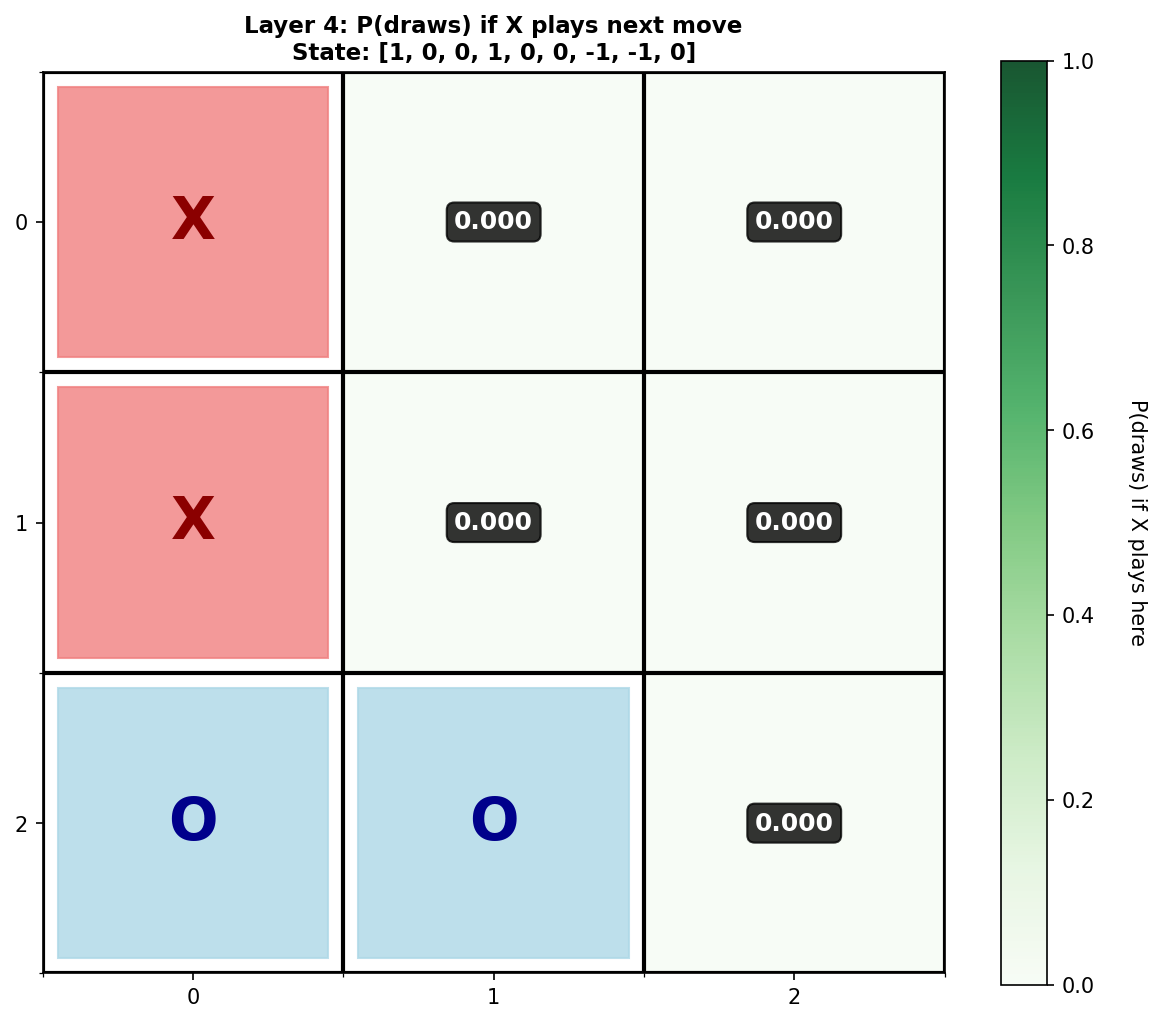 Layer 4: P(draws) if X plays next move
State: [1, 0, 0, 1, 0, 0, -1, -1, 0]
0
X
0.000
0.000
1
X
0.000
0.000
2
O
O
0.000
0
1
2
1.0
0.8
0.6
0.4
0.2
0.0
P(draws) if X plays here